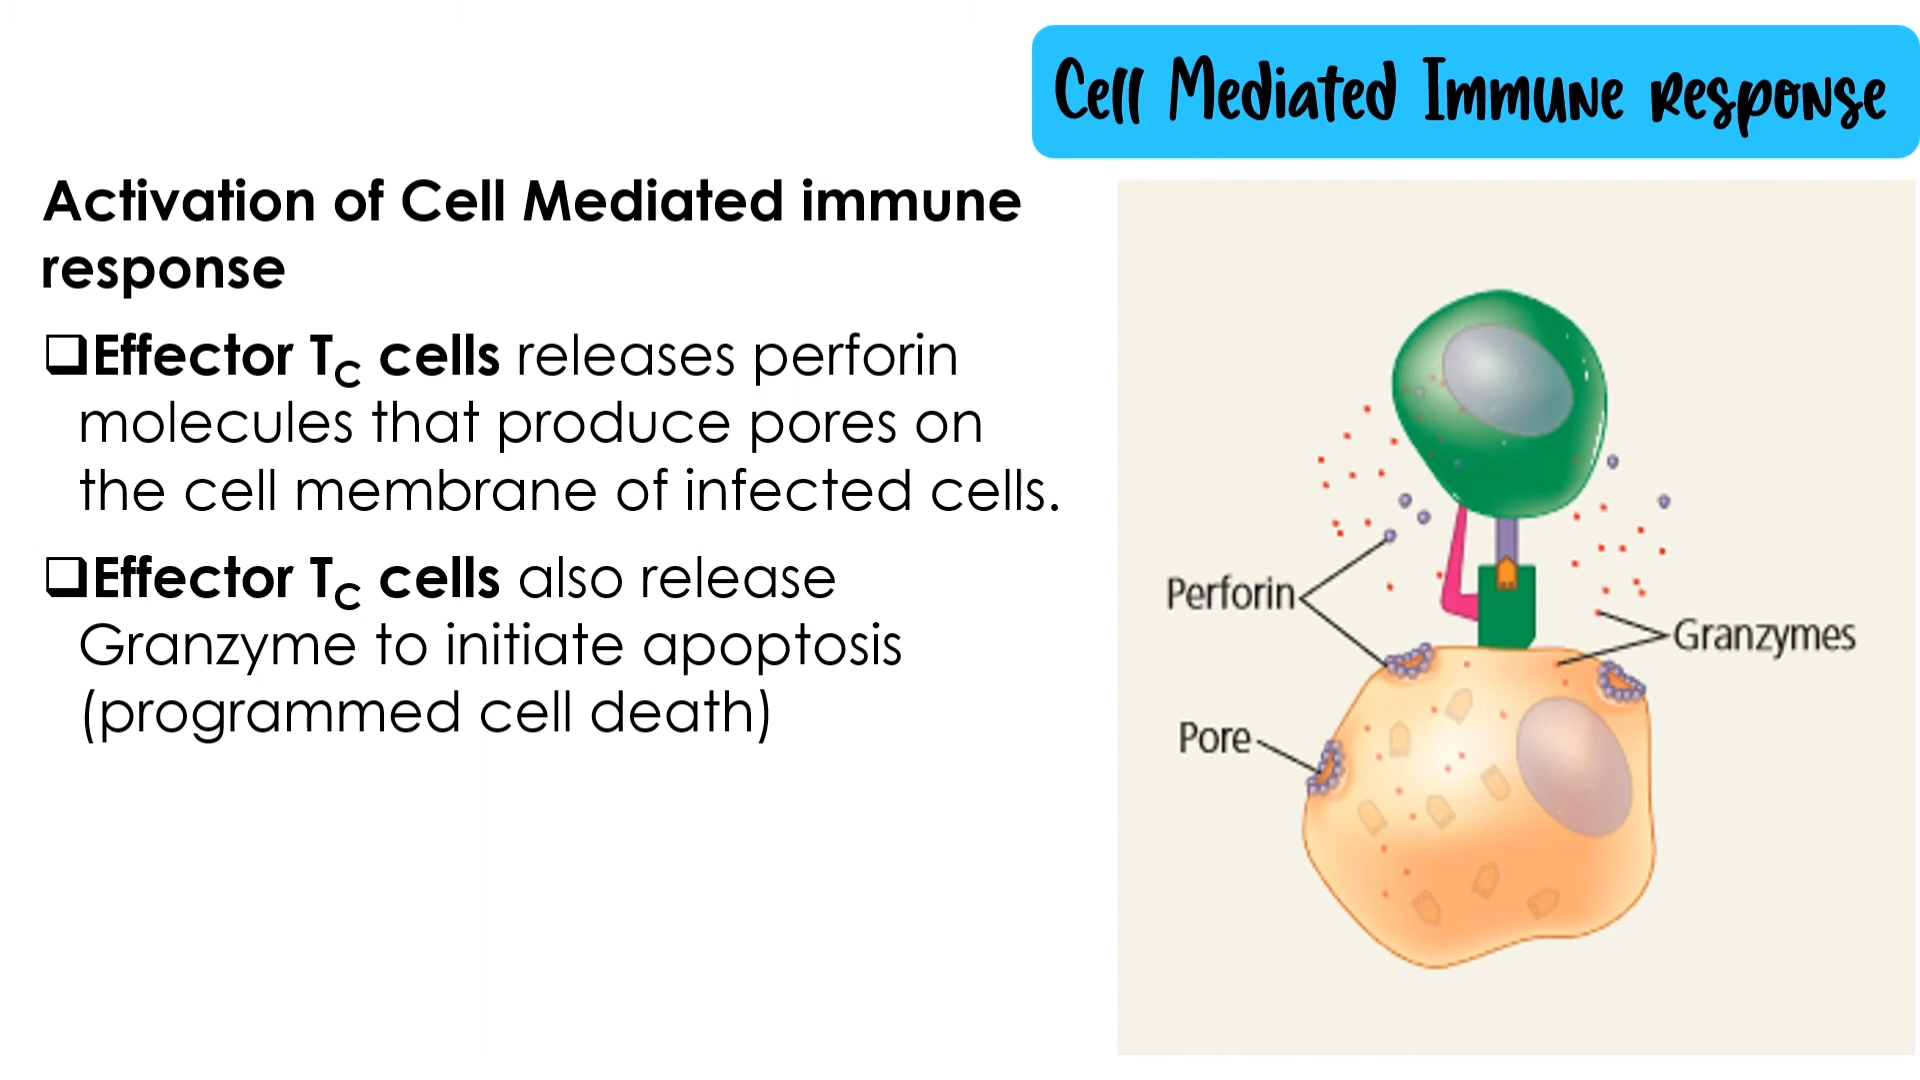 Cell Mediated Immune Response
Activation of Cell Mediated immune
response
❑Effector T_C cells releases perforin
molecules that produce pores on
the cell membrane of infected cells.
❑Effector T_C cells also release
Granzyme to initiate apoptosis
(programmed cell death)
Perforin
Granzymes
Pore